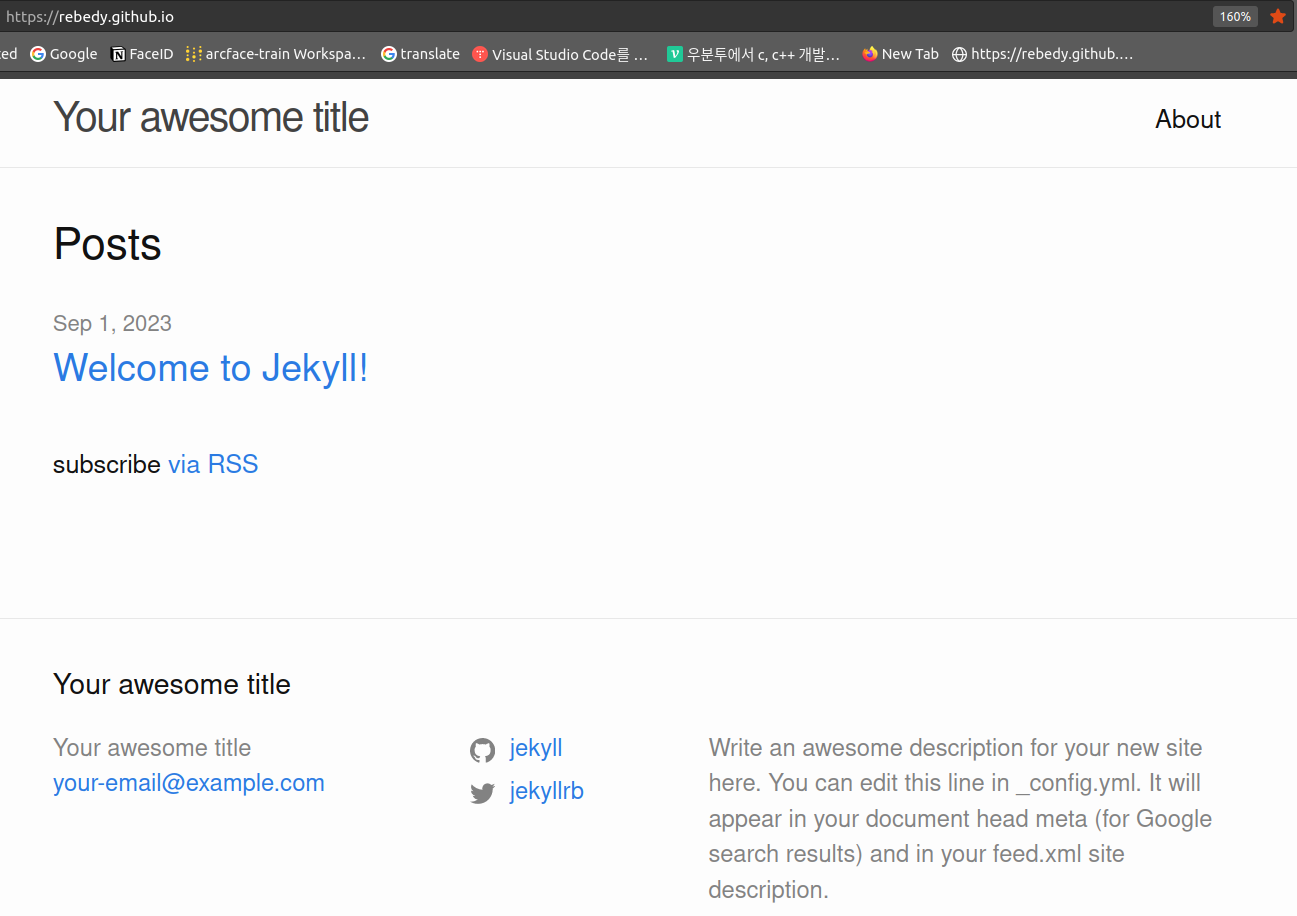 https://rebedy.github.io 160%
ed Google FaceID arcface-train Workspa… translate Visual Studio Code를 … 우분투에서 c, c++ 개발… New Tab https://rebedy.github.…
Your awesome title
About
Posts
Sep 1, 2023
Welcome to Jekyll!
subscribe via RSS
Your awesome title
Your awesome title
your-email@example.com
jekyll
jekyllrb
Write an awesome description for your new site
here. You can edit this line in _config.yml. It will
appear in your document head meta (for Google
search results) and in your feed.xml site
description.